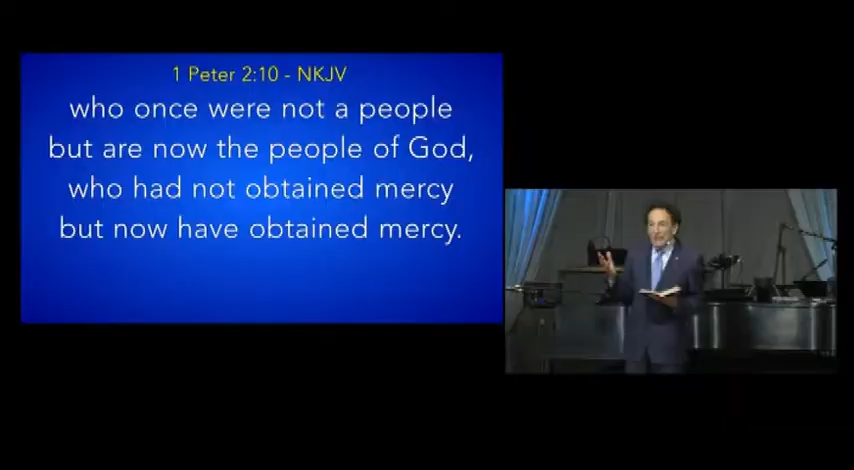 1 Peter 2:10 - NKJV
who once were not a people
but are now the people of God,
who had not obtained mercy
but now have obtained mercy.